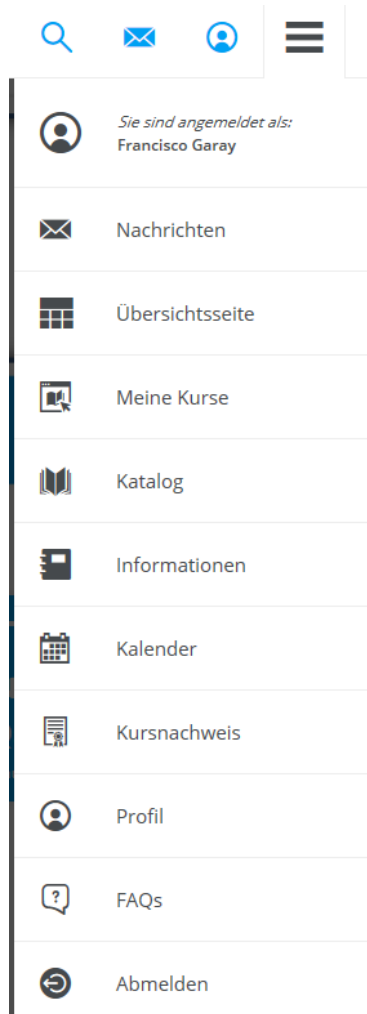 Sie sind angemeldet als:
Francisco Garay
Nachrichten
Übersichtsseite
Meine Kurse
Katalog
Informationen
Kalender
Kursnachweis
Profil
FAQs
Abmelden